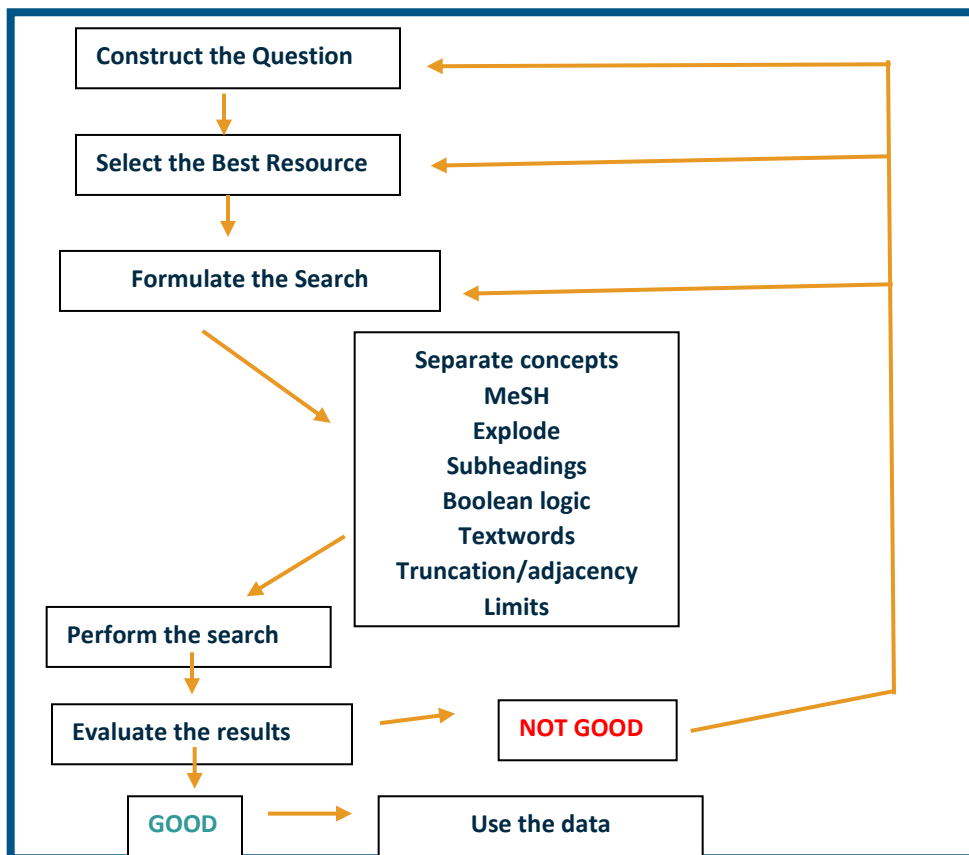 Construct the Question
Select the Best Resource
Formulate the Search
Separate concepts
MeSH
Explode
Subheadings
Boolean logic
Textwords
Truncation/adjacency
Limits
Perform the search
Evaluate the results
NOT GOOD
GOOD
Use the data